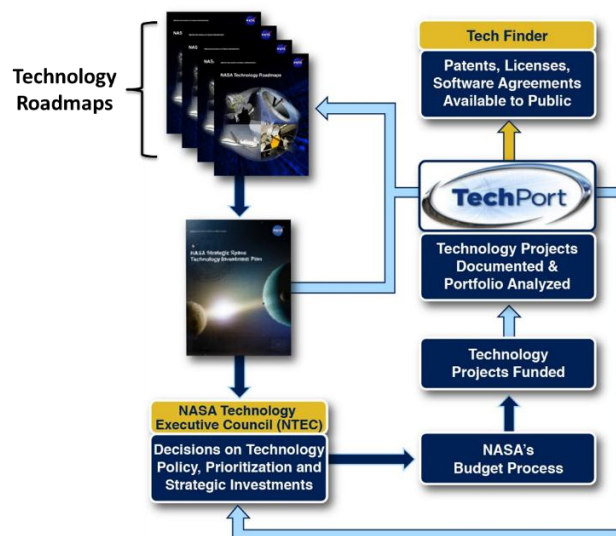 Technology
Roadmaps
NASA Technology Roadmaps
NASA Strategic Space
Technology Investment Plan
NASA Technology
Executive Council (NTEC)
Decisions on Technology
Policy, Prioritization and
Strategic Investments
NASA's
Budget Process
Technology
Projects Funded
TechPort
Technology Projects
Documented &
Portfolio Analyzed
Tech Finder
Patents, Licenses,
Software Agreements
Available to Public